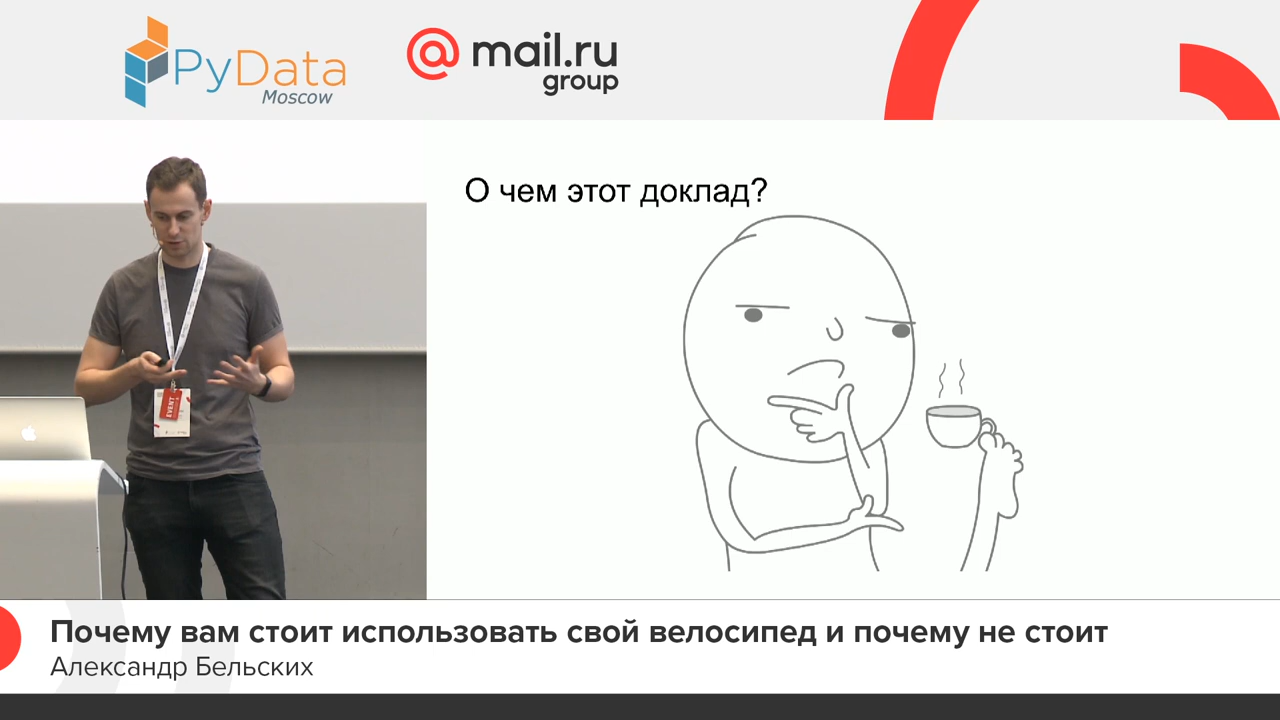 PyData
Moscow
@mail.ru
group
О чем этот доклад?
EVENT
Почему вам стоит использовать свой велосипед и почему не стоит
Александр Бельских